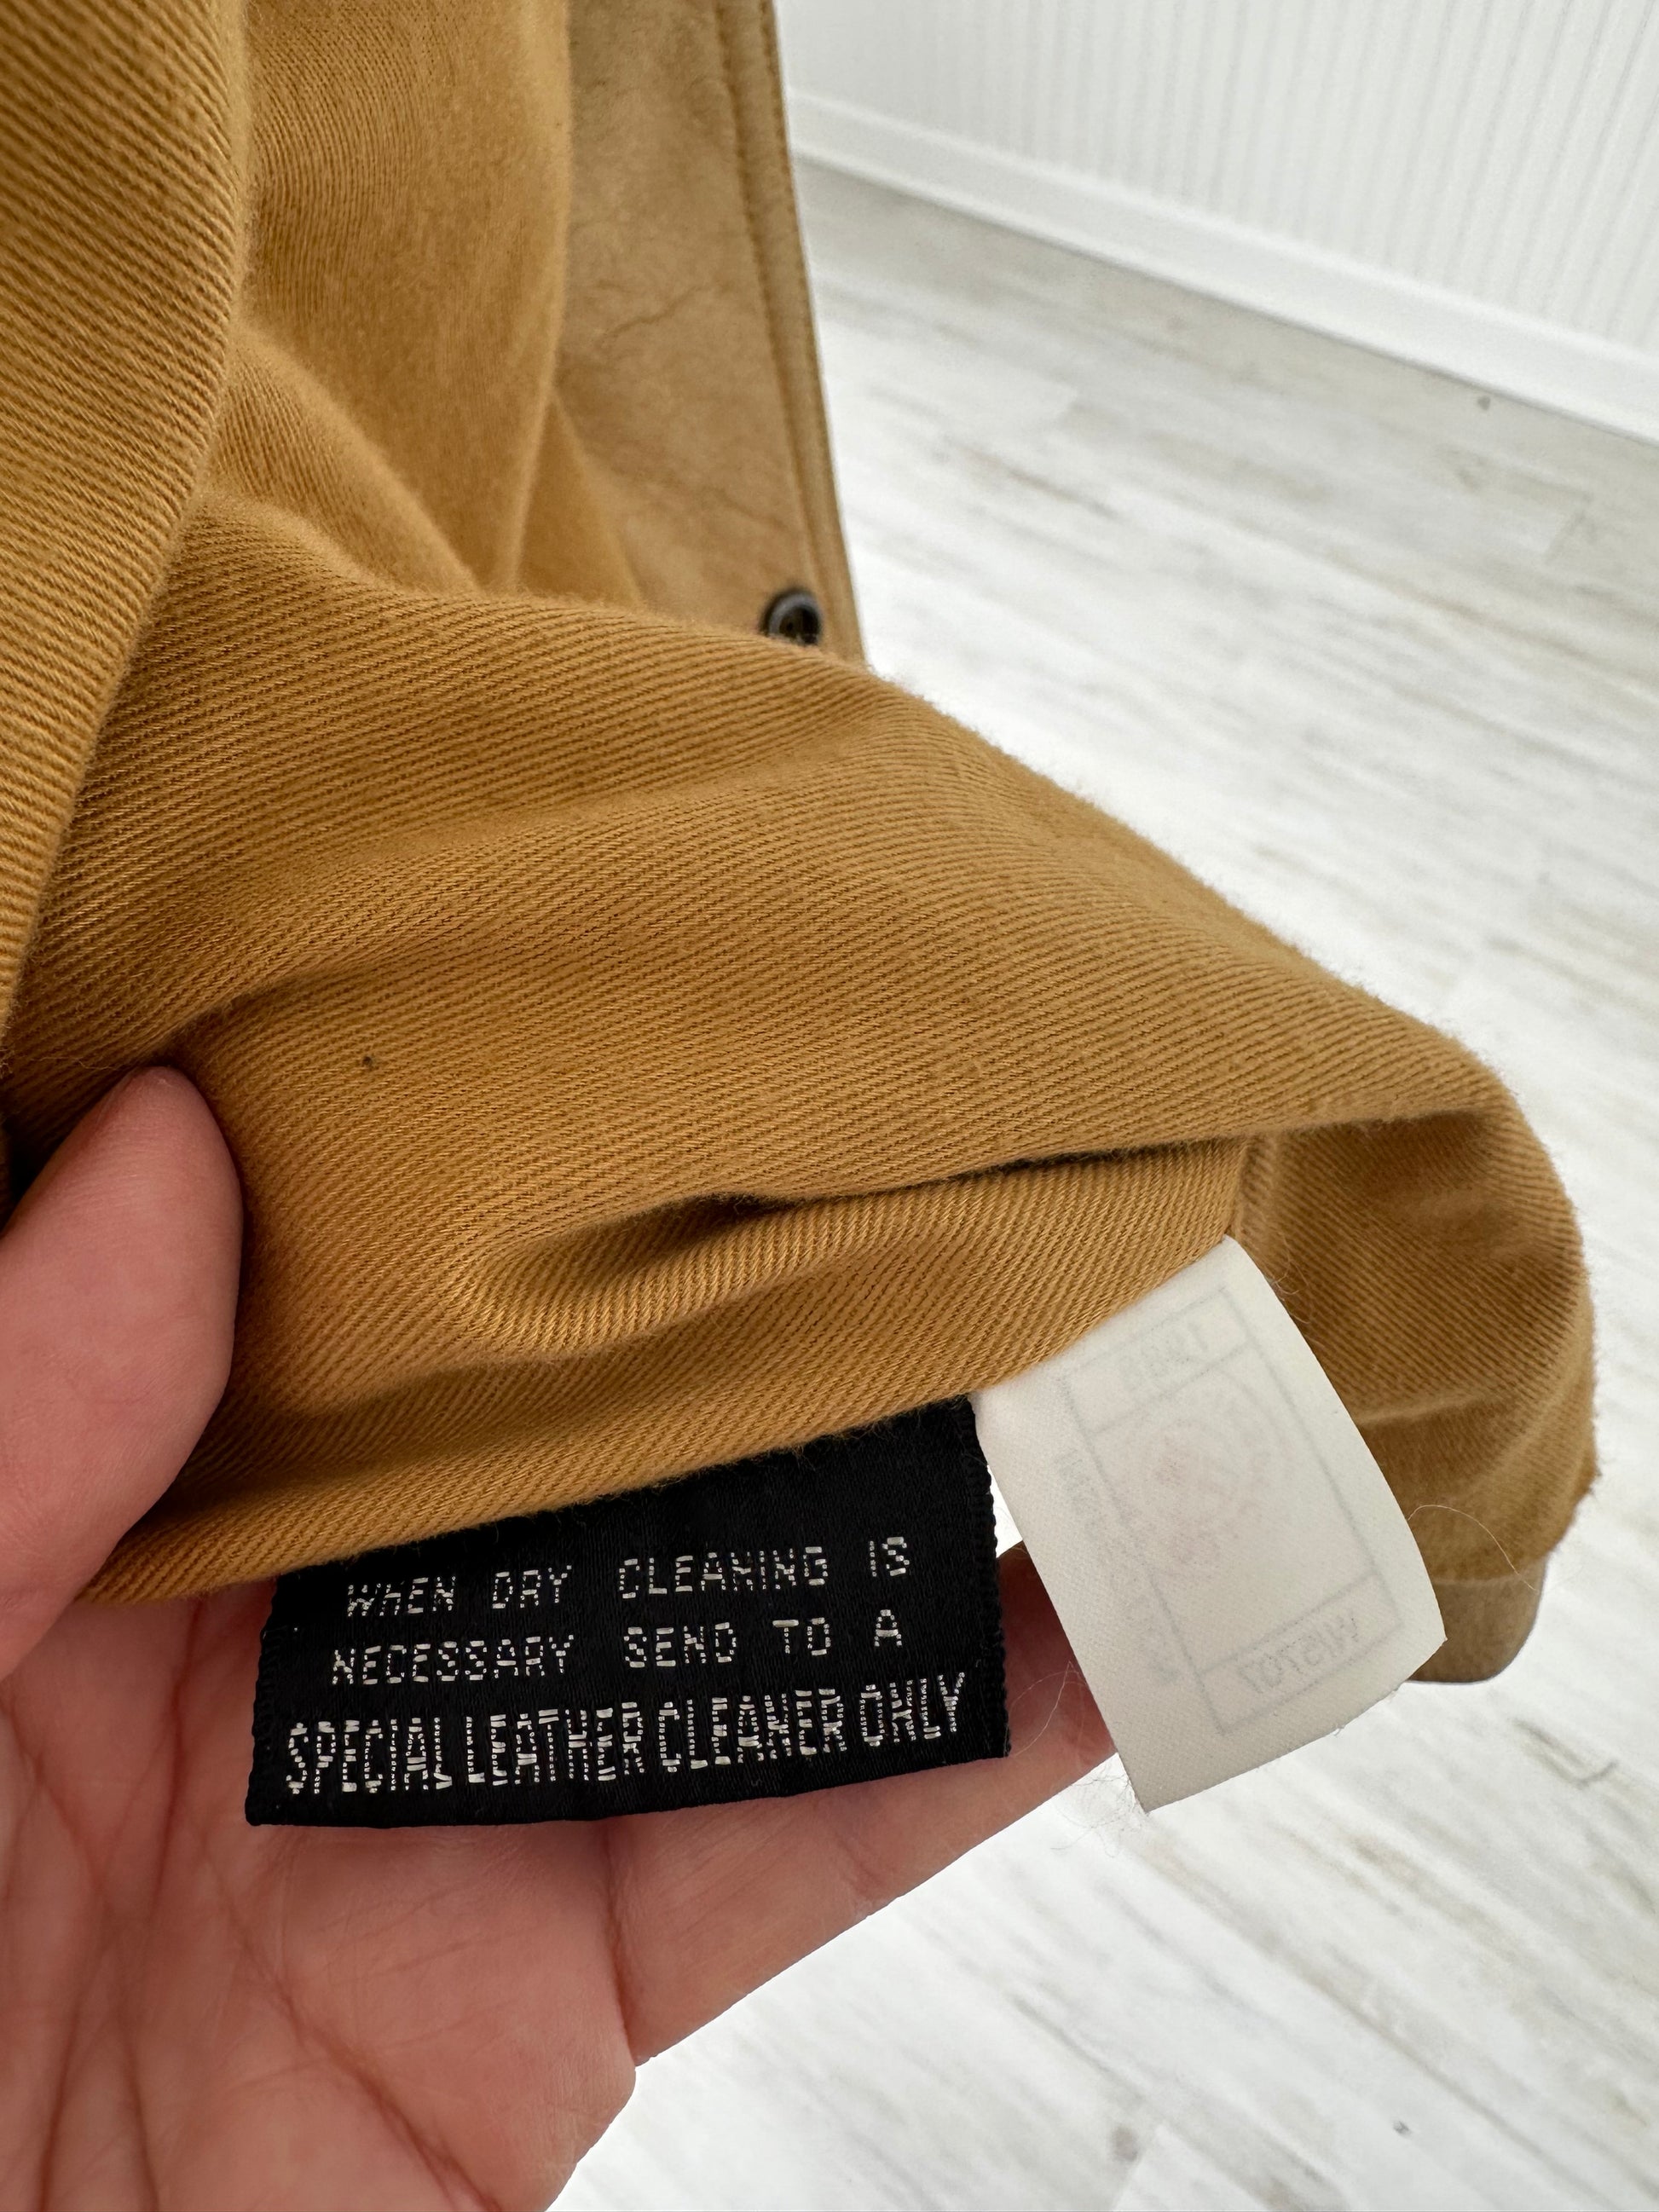 WHEN DRY CLEANING IS
NECESSARY SEND TO A
SPECIAL LEATHER CLEANER ONLY